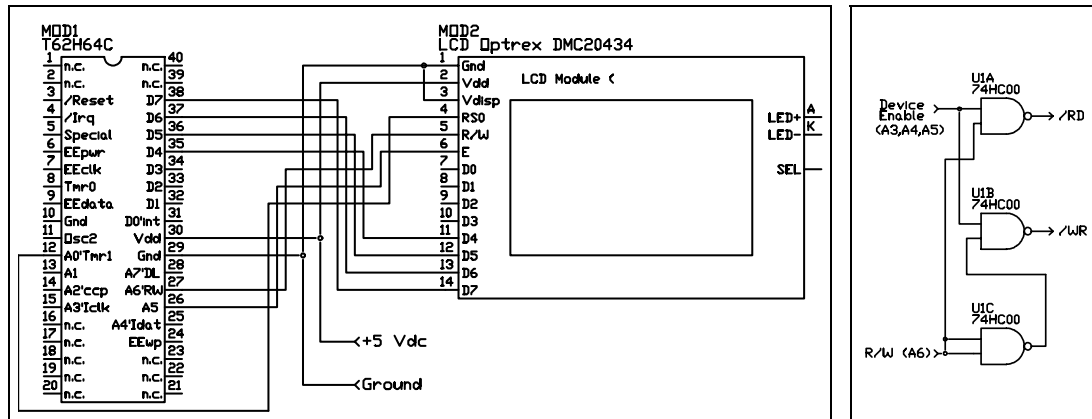 MOD1
T62H64C
1 n.c. n.c. 40
2 n.c. n.c. 39
3 /Reset D7 38
4 /Irq D6 37
5 Special D5 36
6 EEpwr D4 35
7 EEclk D3 34
8 Tmr0 D2 33
9 EEdata D1 32
10 Gnd D0'Int 31
11 Osc2 Vdd 30
12 A0'Tmr1 Gnd 29
13 A1 A7'DL 28
14 A2'ccp A6'RW 27
15 A3'Iclk A5 26
16 n.c. A4'Idat 25
17 n.c. EEwp 24
18 n.c. n.c. 23
19 n.c. n.c. 22
20 n.c. n.c. 21
MOD2
LCD Optrex DMC20434
1 Gnd
2 Vdd
3 Vdisp
4 RS0
5 R/W
6 E
7 D0
8 D1
9 D2
10 D3
11 D4
12 D5
13 D6
14 D7
LCD Module (
LED+ A
LED- K
SEL
+5 Vdc
Ground
U1A
74HC00
Device
Enable
(A3,A4,A5)
/RD
U1B
74HC00
/WR
U1C
74HC00
R/W (A6)